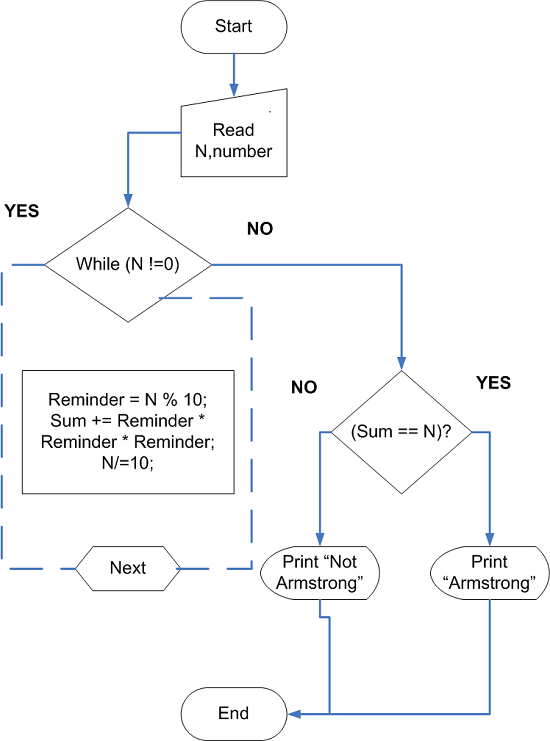 Start
Read
N,number
YES
NO
While (N !=0)
Reminder = N % 10;
Sum += Reminder *
Reminder * Reminder;
N/=10;
NO
YES
(Sum == N)?
Next
Print “Not
Armstrong”
Print
“Armstrong”
End